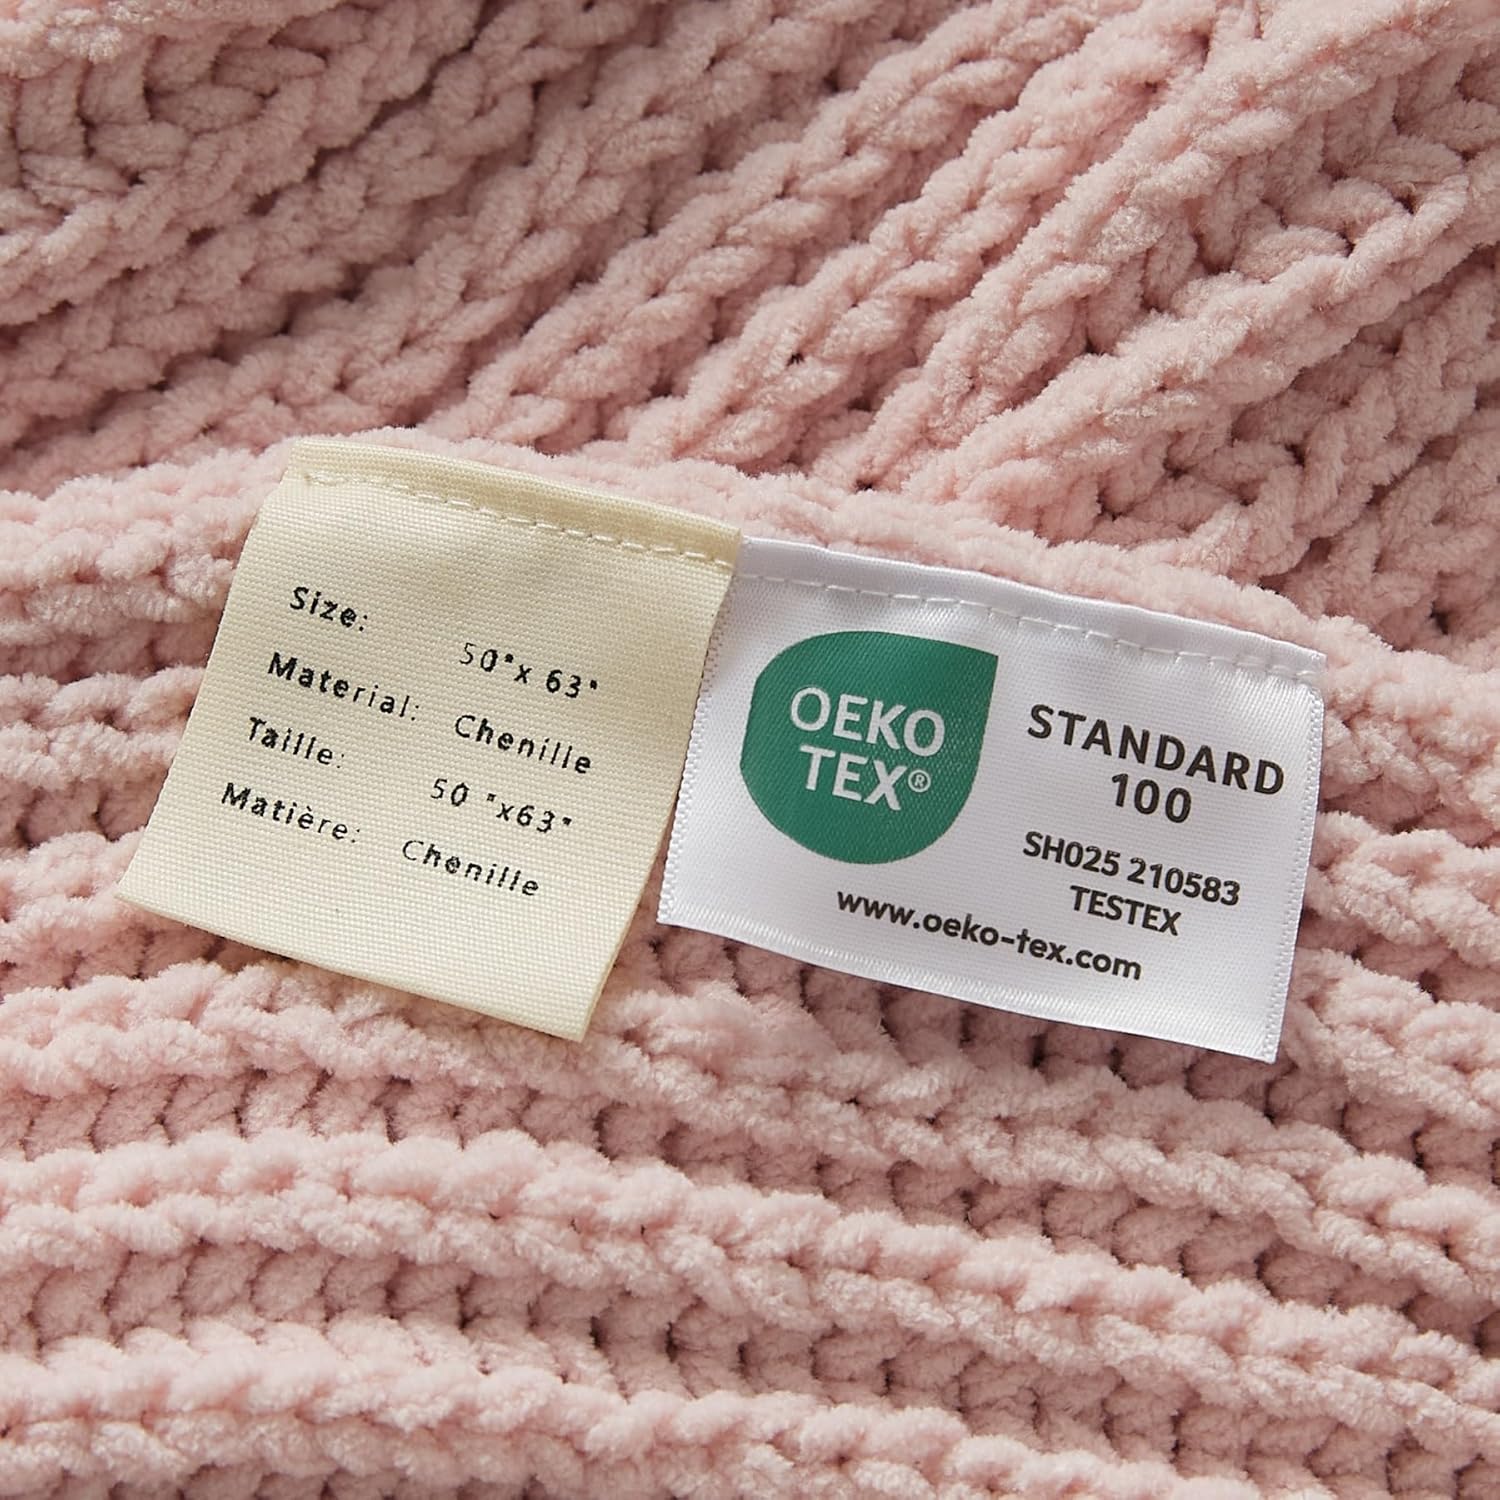 Size:
50"x 63"
Material: Chenille
Taille:
50 "x63"
Matière: Chenille
OEKO
TEX®
STANDARD
100
SH025 210583
TESTEX
www.oeko-tex.com